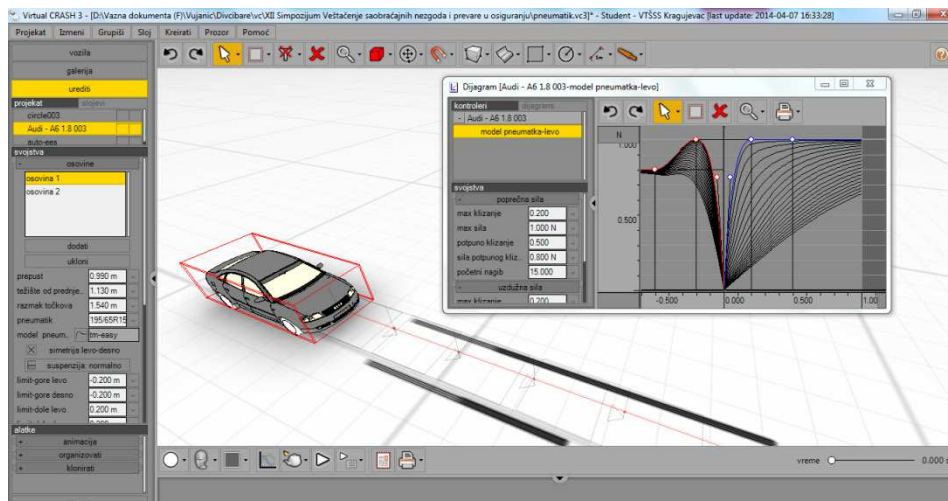 Virtual CRASH 3 - [D:\Vazna dokumenta (F)\Vujanic\Divcibare\vc\XII Simpozijum Veštačenje saobraćajnih nezgoda i prevare u osiguranju\pneumatik.vc3]* - Student - VTŠSS Kragujevac [last update: 2014-04-07 16:33:28]
Projekat Izmeni Grupiši Sloj Kreirati Prozor Pomoć
vozila
galerija
urediti
projekat slojevi
circle003
Audi - A6 1.8 003
auto-ees
svojstva
- osovine
osovina 1
osovina 2
dodati
ukloni
prepust 0.990 m
težište od prednje.. 1.130 m
razmak točkova 1.540 m
pneumatik 195/65R15
model pneum. tm-easy
simetrija levo-desno
suspenzija: normalno
limit-gore levo -0.200 m
limit-gore desno -0.200 m
limit-dole levo 0.200 m
alatke
+ animacija
+ organizovati
+ klonirati
Dijagram [Audi - A6 1.8 003-model pneumatka-levo]
kontroleri dijagrami
- Audi - A6 1.8 003
model pneumatka-levo
svojstva
- poprečna sila
max klizanje 0.200
max sila 1.000 N
potpuno klizanje 0.500
sila potpunog kliz.. 0.800 N
početni nagib 15.000
- uzdužna sila
max klizanje 0.200
N
1.000
0.500
-0.500 0.000 0.500 1.00
vreme 0.000 s